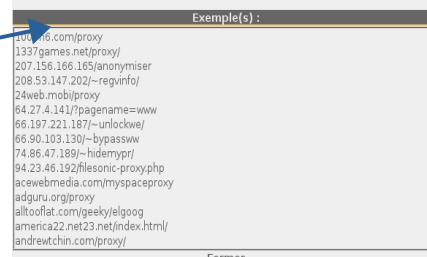 Exemple(s) :
1337games.net/proxy/
207.156.166.165/anonymiser
208.53.147.202/~regvinfo/
24web.mobi/proxy
64.27.4.141/?pagename=www
66.197.221.187/~unlockwe/
66.90.103.130/~bypassww
74.86.47.189/~hidemypr/
94.23.46.192/filesonic-proxy.php
acewebmedia.com/myspaceproxy
adguru.org/proxy
alltooflat.com/geeky/elgoog
america22.net23.net/index.html/
andrewtchin.com/proxy/